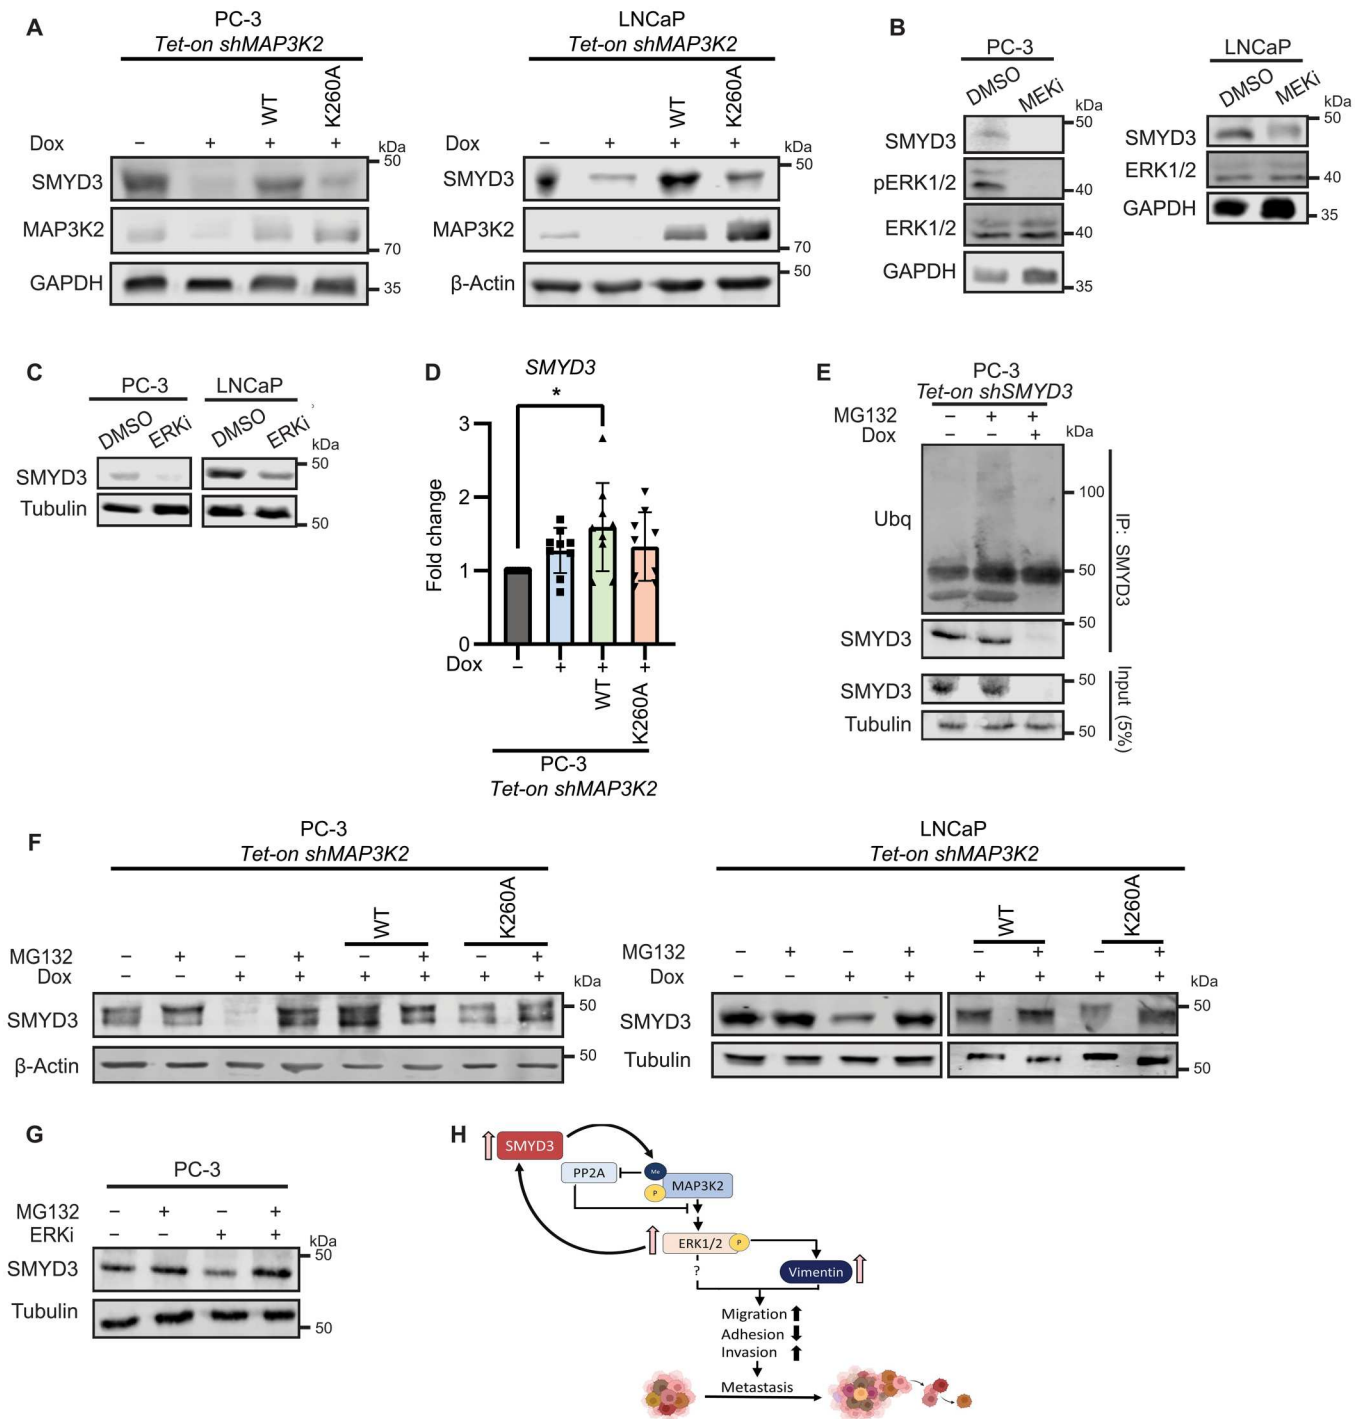 A
PC-3
Tet-on shMAP3K2
WT
K260A
Dox – + + +
kDa
SMYD3
50
MAP3K2
70
GAPDH
35
LNCaP
Tet-on shMAP3K2
WT
K260A
Dox – + + +
kDa
SMYD3
50
MAP3K2
70
β-Actin
50
B
PC-3
DMSO
MEKi
kDa
SMYD3
50
pERK1/2
40
ERK1/2
40
GAPDH
35
LNCaP
DMSO
MEKi
kDa
SMYD3
50
ERK1/2
40
GAPDH
35
C
PC-3 LNCaP
DMSO
ERKi
DMSO
ERKi
kDa
SMYD3
50
Tubulin
50
D
SMYD3
*
Fold change
3
2
1
0
Dox – + + +
WT
K260A
PC-3
Tet-on shMAP3K2
E
PC-3
Tet-on shSMYD3
MG132 – + +
Dox – – +
kDa
Ubq
100
50
SMYD3
50
IP: SMYD3
SMYD3
50
Tubulin
50
Input (5%)
F
PC-3
Tet-on shMAP3K2
WT
K260A
MG132 – + – + – + – +
Dox – – + + + + + +
kDa
SMYD3
50
β-Actin
50
LNCaP
Tet-on shMAP3K2
WT
K260A
MG132 – + – + – + – +
Dox – – + + + + + +
kDa
SMYD3
50
Tubulin
50
G
PC-3
MG132 – + – +
ERKi – – + +
kDa
SMYD3
50
Tubulin
50
H
SMYD3
PP2A
Me
P
MAP3K2
ERK1/2
P
?
Vimentin
Migration
Adhesion
Invasion
Metastasis